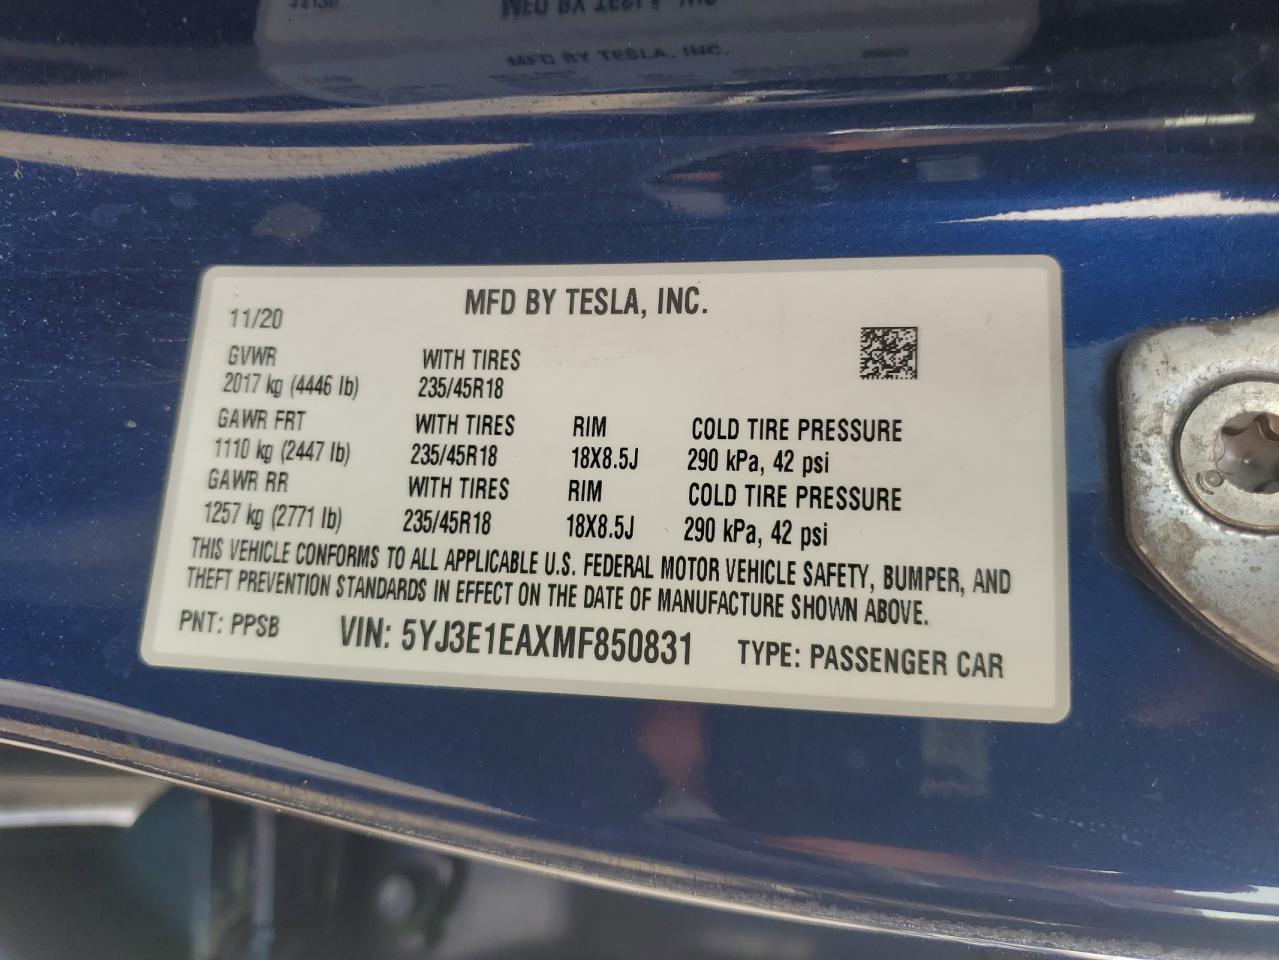 MFD BY TESLA, INC.
MFD BY TESLA, INC.
11/20
GVWR WITH TIRES
2017 kg (4446 lb) 235/45R18
GAWR FRT WITH TIRES RIM COLD TIRE PRESSURE
1110 kg (2447 lb) 235/45R18 18X8.5J 290 kPa, 42 psi
GAWR RR WITH TIRES RIM COLD TIRE PRESSURE
1257 kg (2771 lb) 235/45R18 18X8.5J 290 kPa, 42 psi
THIS VEHICLE CONFORMS TO ALL APPLICABLE U.S. FEDERAL MOTOR VEHICLE SAFETY, BUMPER, AND
THEFT PREVENTION STANDARDS IN EFFECT ON THE DATE OF MANUFACTURE SHOWN ABOVE.
PNT: PPSB VIN: 5YJ3E1EAXMF850831 TYPE: PASSENGER CAR